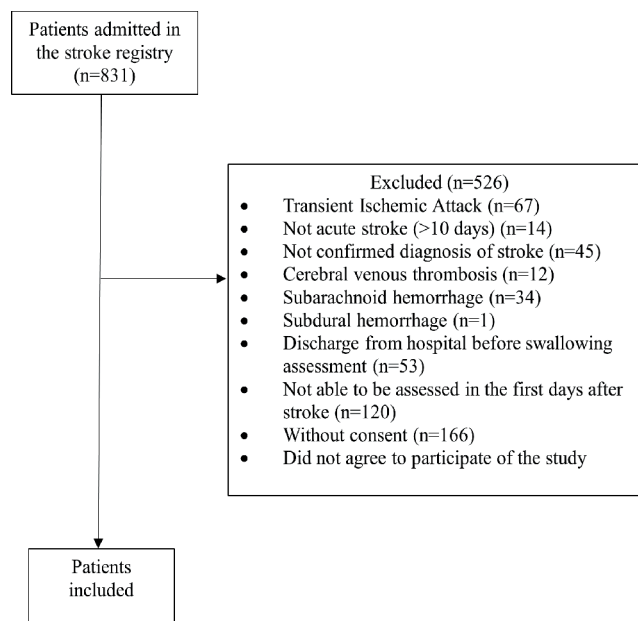 Patients admitted in
the stroke registry
(n=831)
Excluded (n=526)
• Transient Ischemic Attack (n=67)
• Not acute stroke (>10 days) (n=14)
• Not confirmed diagnosis of stroke (n=45)
• Cerebral venous thrombosis (n=12)
• Subarachnoid hemorrhage (n=34)
• Subdural hemorrhage (n=1)
• Discharge from hospital before swallowing
assessment (n=53)
• Not able to be assessed in the first days after
stroke (n=120)
• Without consent (n=166)
• Did not agree to participate of the study
Patients
included